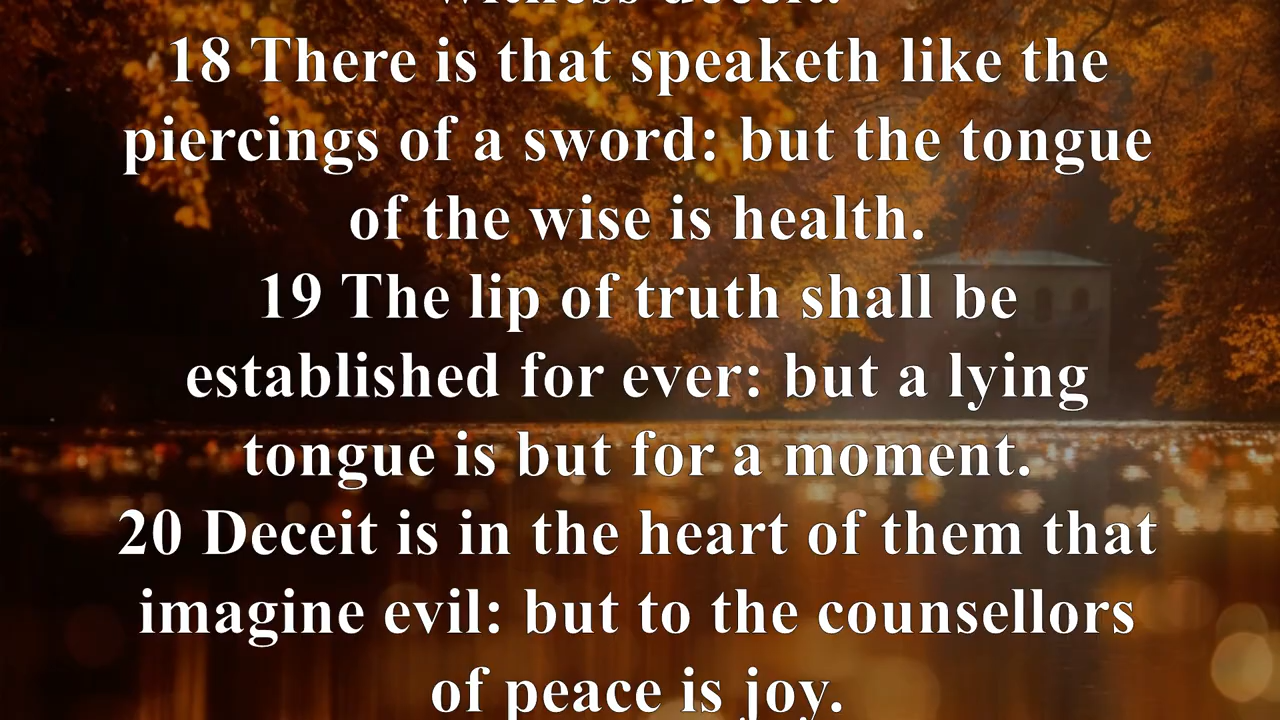 witness deceit.
18 There is that speaketh like the
piercings of a sword: but the tongue
of the wise is health.
19 The lip of truth shall be
established for ever: but a lying
tongue is but for a moment.
20 Deceit is in the heart of them that
imagine evil: but to the counsellors
of peace is joy.